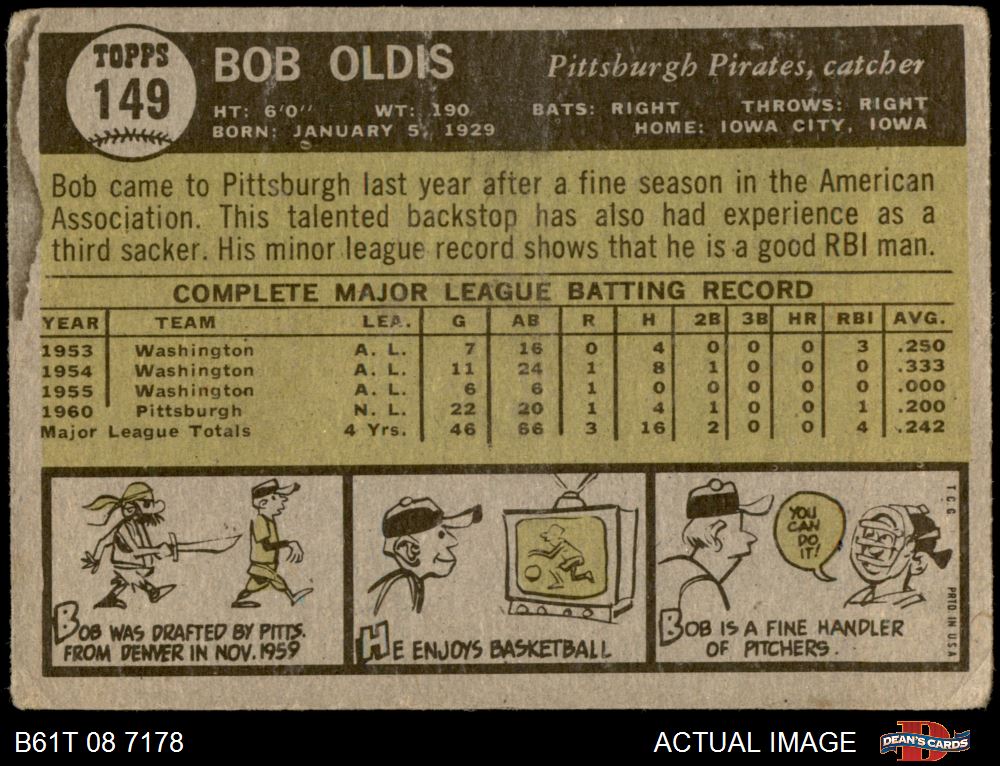 TOPPS
149
BOB OLDIS
Pittsburgh Pirates, catcher
HT: 6'0" WT: 190 BATS: RIGHT THROWS: RIGHT
BORN: JANUARY 5, 1929 HOME: IOWA CITY, IOWA
Bob came to Pittsburgh last year after a fine season in the American
Association. This talented backstop has also had experience as a
third sacker. His minor league record shows that he is a good RBI man.
COMPLETE MAJOR LEAGUE BATTING RECORD
YEAR TEAM LEA. G AB R H 2B 3B HR RBI AVG.
1953 Washington A. L. 7 16 0 4 0 0 0 3 .250
1954 Washington A. L. 11 24 1 8 1 0 0 0 .333
1955 Washington A. L. 6 6 1 0 0 0 0 0 .000
1960 Pittsburgh N. L. 22 20 1 4 1 0 0 1 .200
Major League Totals 4 Yrs. 46 66 3 16 2 0 0 4 .242
BOB WAS DRAFTED BY PITTS.
FROM DENVER IN NOV. 1959
HE ENJOYS BASKETBALL
YOU
CAN
DO
IT!
BOB IS A FINE HANDLER
OF PITCHERS.
T.C.G. PRTD. IN U.S.A.
B61T 08 7178
ACTUAL IMAGE
D
DEAN'S CARDS